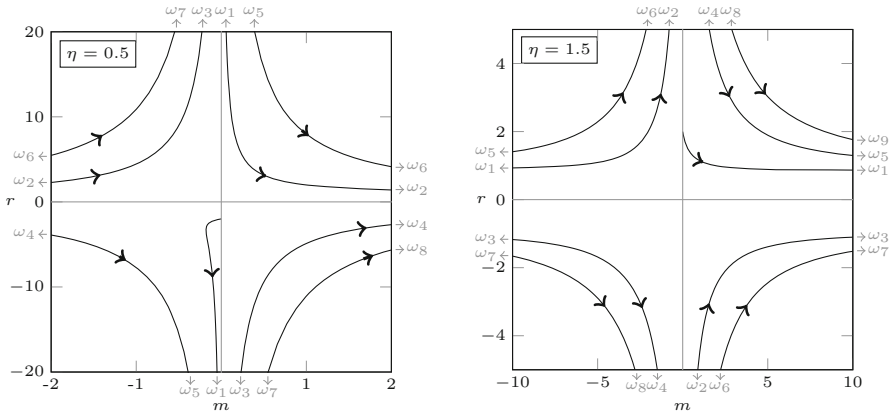 ω7 ω3 ω1 ω5
20
η = 0.5
10
ω6
ω6
ω2
ω2
r 0
ω4
ω4
ω8
−10
−20
ω5 ω1 ω3 ω7
-2 -1 1 2
m
ω6 ω2 ω4 ω8
η = 1.5
4
2
ω9
ω5
ω5
ω1
ω1
r 0
ω3
ω3
ω7
ω7
−2
−4
ω8 ω4 ω2 ω6
−10 −5 5 10
m